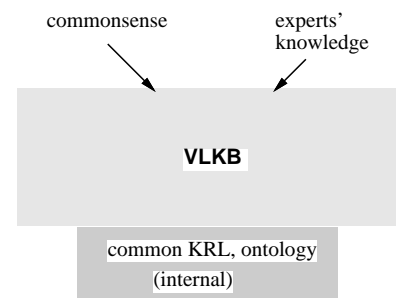 commonsense
experts'
knowledge
VLKB
common KRL, ontology
(internal)